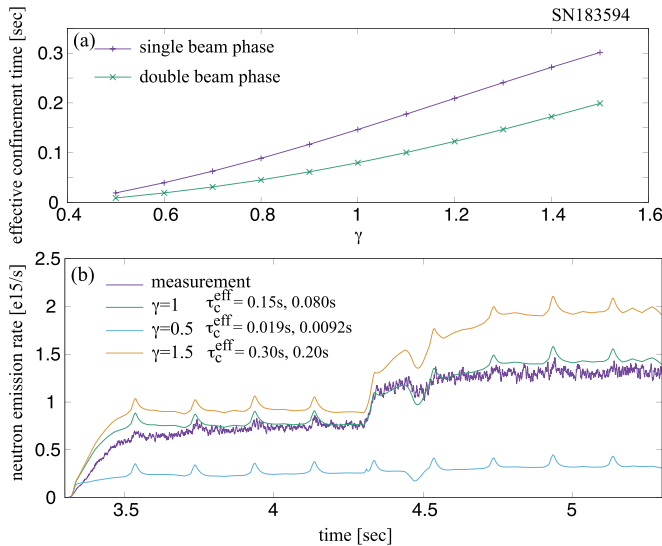 SN183594
(a)
single beam phase
double beam phase
effective confinement time [sec]
0.3
0.2
0.1
0
0.4 0.6 0.8 1 1.2 1.4 1.6
γ
(b)
measurement
γ=1 τ_c^eff = 0.15s, 0.080s
γ=0.5 τ_c^eff = 0.019s, 0.0092s
γ=1.5 τ_c^eff = 0.30s, 0.20s
neutron emission rate [e15/s]
2.5
2
1.5
1
0.5
0
3.5 4 4.5 5
time [sec]